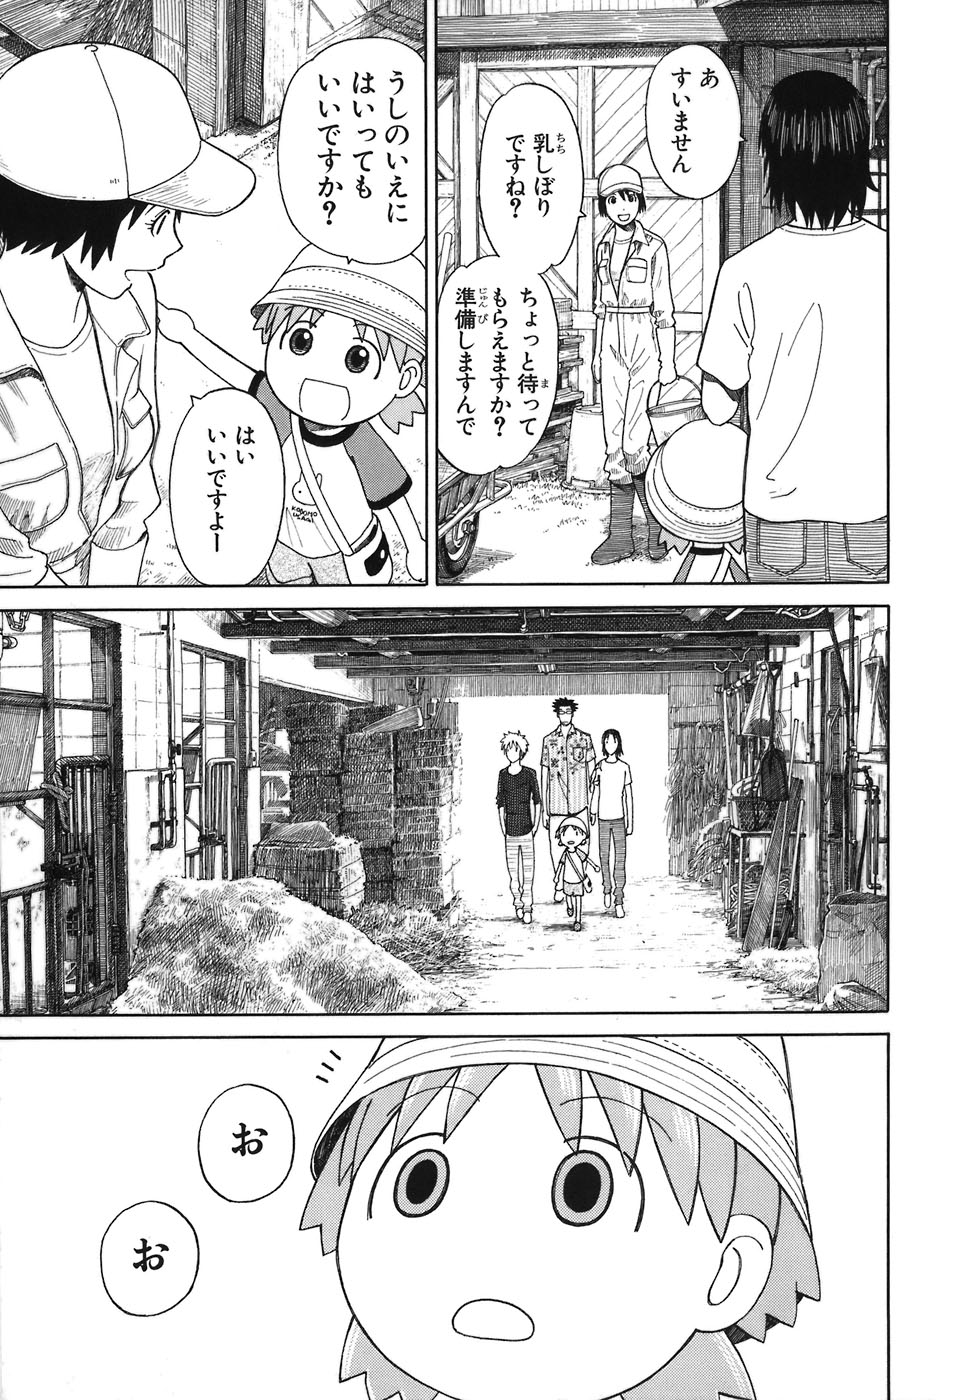 あ
すいません
乳しぼり
ですね？
ちょっと待って
もらえますか？
準備しますんで
うしのいえに
はいっても
いいですか？
はい
いいですよー
お
お